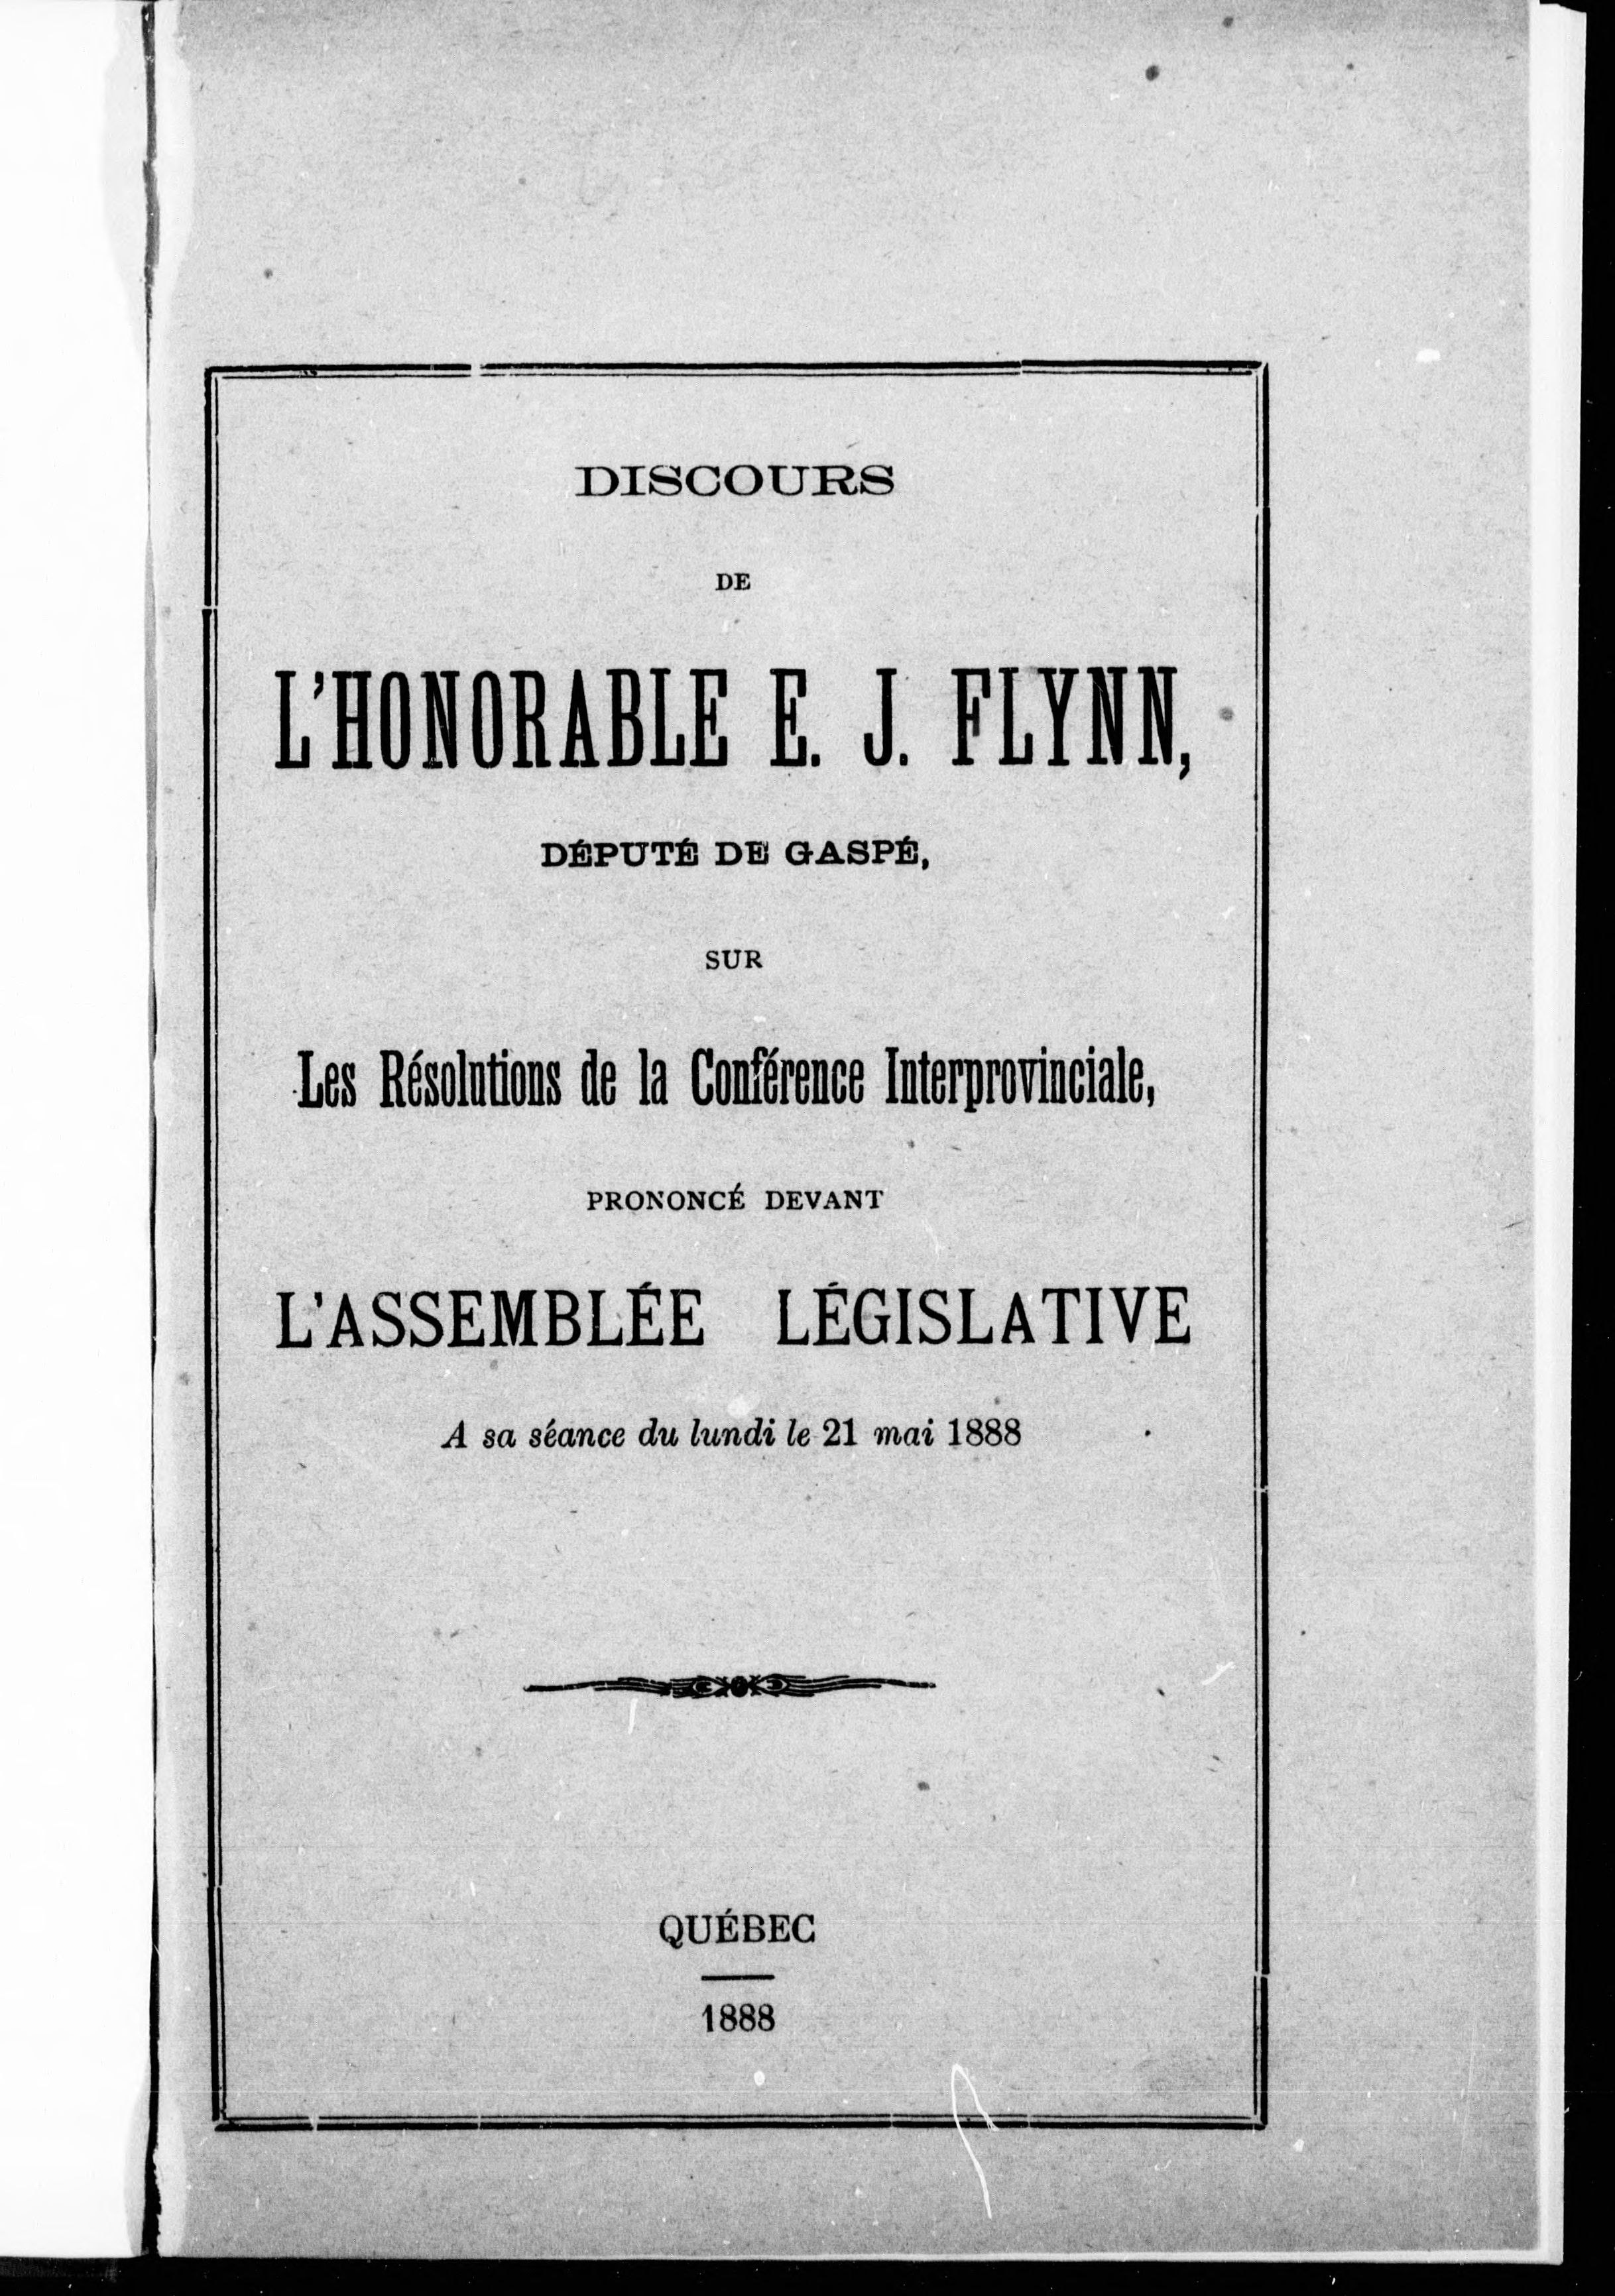 DISCOURS
DE
L'HONORABLE E. J. FLYNN,
DÉPUTÉ DE GASPÉ,
SUR
Les Résolutions de la Conférence Interprovinciale,
PRONONCÉ DEVANT
L'ASSEMBLÉE LÉGISLATIVE
A sa séance du lundi le 21 mai 1888
QUÉBEC
1888